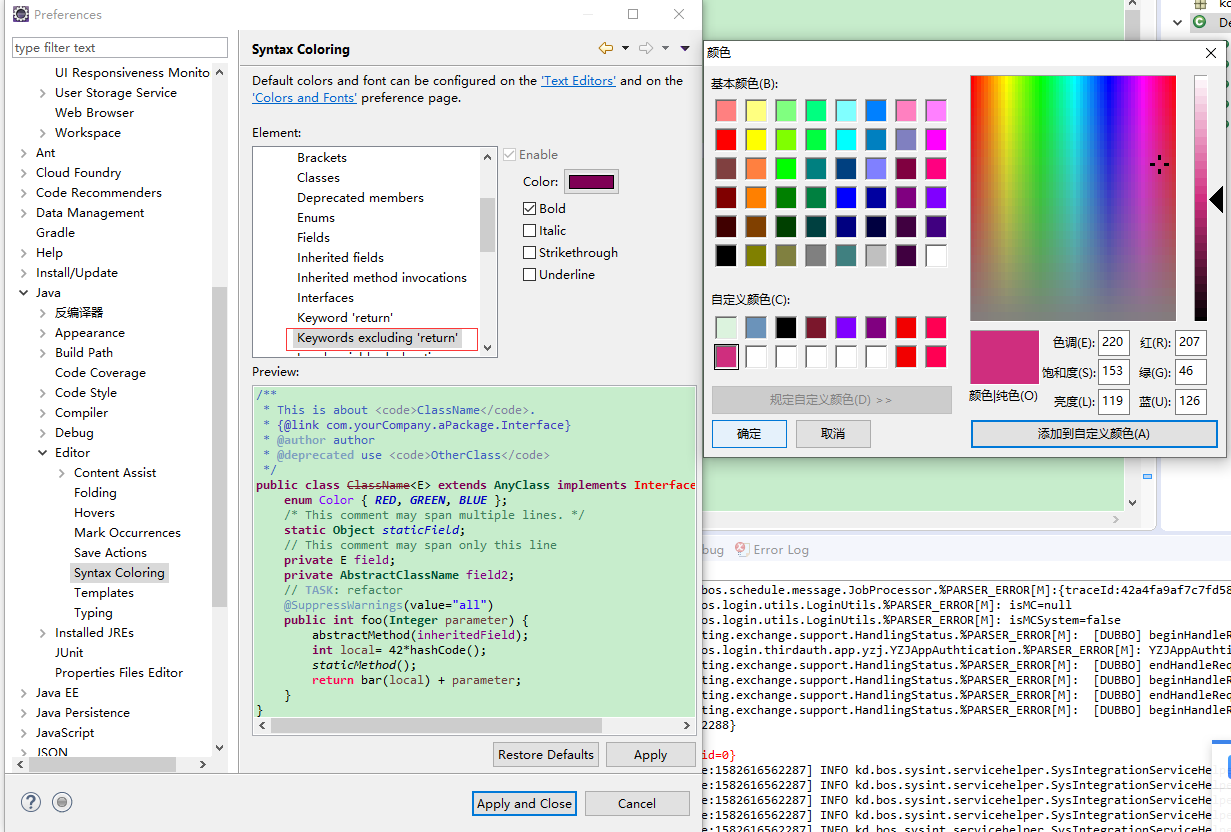 Preferences
type filter text
UI Responsiveness Monito
User Storage Service
Web Browser
Workspace
Ant
Cloud Foundry
Code Recommenders
Data Management
Gradle
Help
Install/Update
Java
反编译器
Appearance
Build Path
Code Coverage
Code Style
Compiler
Debug
Editor
Content Assist
Folding
Hovers
Mark Occurrences
Save Actions
Syntax Coloring
Templates
Typing
Installed JREs
JUnit
Properties Files Editor
Java EE
Java Persistence
JavaScript
JSON
Syntax Coloring
Default colors and font can be configured on the 'Text Editors' and on the
'Colors and Fonts' preference page.
Element:
Brackets
Classes
Deprecated members
Enums
Fields
Inherited fields
Inherited method invocations
Interfaces
Keyword 'return'
Keywords excluding 'return'
Enable
Color:
Bold
Italic
Strikethrough
Underline
Preview:
/**
* This is about <code>ClassName</code>.
* {@link com.yourCompany.aPackage.Interface}
* @author author
* @deprecated use <code>OtherClass</code>
*/
public class ClassName<E> extends AnyClass implements Interface
enum Color { RED, GREEN, BLUE };
/* This comment may span multiple lines. */
static Object staticField;
// This comment may span only this line
private E field;
private AbstractClassName field2;
// TASK: refactor
@SuppressWarnings(value="all")
public int foo(Integer parameter) {
abstractMethod(inheritedField);
int local= 42*hashCode();
staticMethod();
return bar(local) + parameter;
}
}
Restore Defaults
Apply
Apply and Close
Cancel
颜色
基本颜色(B):
自定义颜色(C):
规定自定义颜色(D) >>
确定
取消
颜色|纯色(O)
色调(E): 220
红(R): 207
饱和度(S): 153
绿(G): 46
亮度(L): 119
蓝(U): 126
添加到自定义颜色(A)
De
bug
Error Log
bos.schedule.message.JobProcessor.%PARSER_ERROR[M]:{traceId:42a4fa9af7c7fd58
os.login.utils.LoginUtils.%PARSER_ERROR[M]: isMC=null
os.login.utils.LoginUtils.%PARSER_ERROR[M]: isMCSystem=false
ting.exchange.support.HandlingStatus.%PARSER_ERROR[M]: [DUBBO] beginHandleR
os.login.thirdauth.app.yzj.YZJAppAuthtication.%PARSER_ERROR[M]: YZJAppAuthti
ting.exchange.support.HandlingStatus.%PARSER_ERROR[M]: [DUBBO] endHandleReq
ting.exchange.support.HandlingStatus.%PARSER_ERROR[M]: [DUBBO] beginHandleR
ting.exchange.support.HandlingStatus.%PARSER_ERROR[M]: [DUBBO] endHandleReq
ting.exchange.support.HandlingStatus.%PARSER_ERROR[M]: [DUBBO] beginHandleR
2288}
id=0}
e:1582616562287] INFO kd.bos.sysint.servicehelper.SysIntegrationServiceHel
e:1582616562287] INFO kd.bos.sysint.servicehelper.SysIntegrationServiceHe
e:1582616562287] INFO kd.bos.sysint.servicehelper.SysIntegrationServiceHelp
e:1582616562287] INFO kd.bos.sysint.servicehelper.SysIntegrationServiceHelp